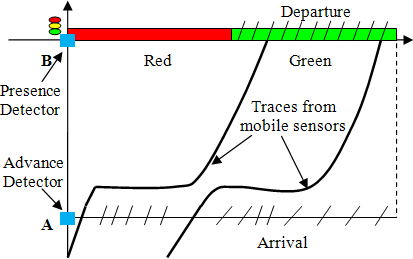 Departure
B
Red
Green
Presence
Detector
Traces from
mobile sensors
Advance
Detector
A
Arrival